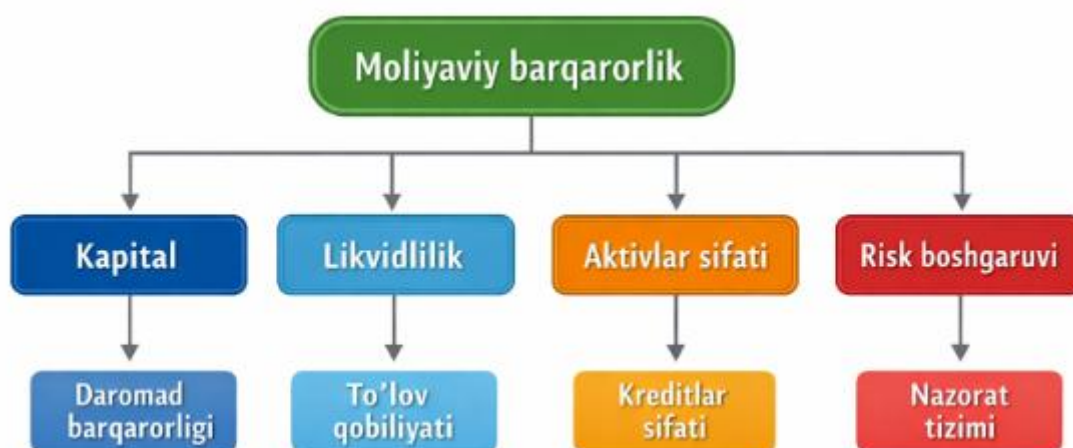 Moliyaviy barqarorlik
Kapital
Likvidlilik
Aktivlar sifati
Risk boshgaruvi
Daromad
barqarorligi
To'lov
qobiliyati
Kreditlar
sifati
Nazorat
tizimi